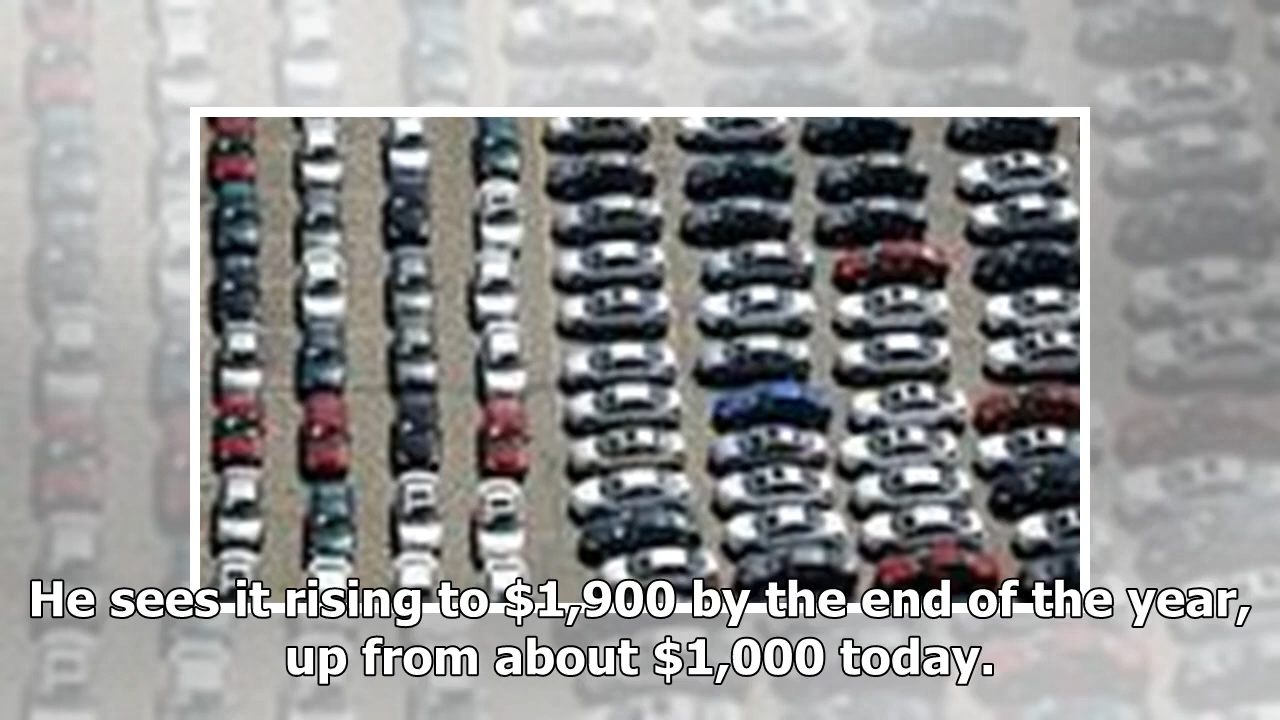 He sees it rising to $1,900 by the end of the year,
up from about $1,000 today.